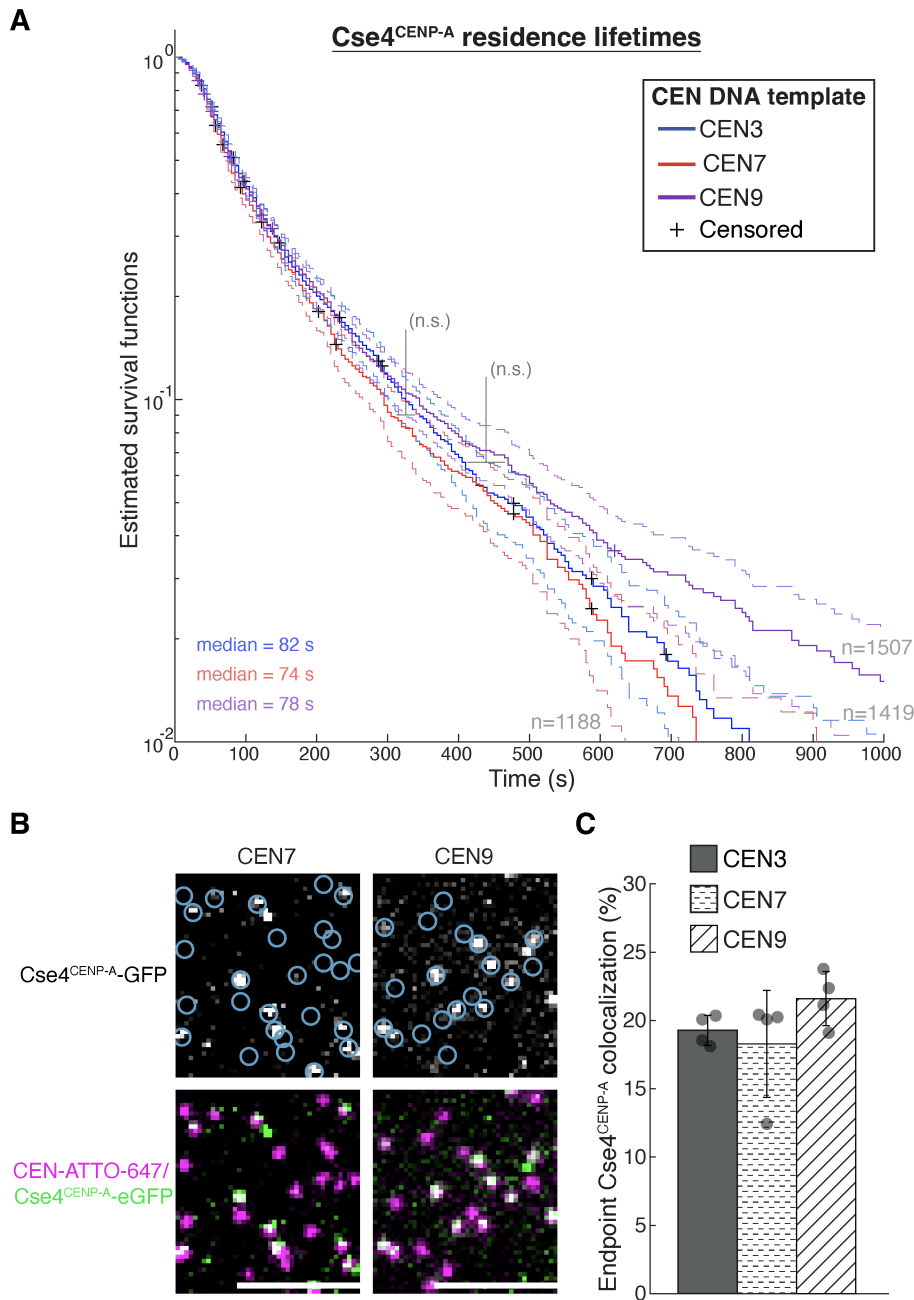 A
Cse4CENP-A residence lifetimes
CEN DNA template
CEN3
CEN7
CEN9
+ Censored
Estimated survival functions
10^0
10^-1
10^-2
(n.s.)
(n.s.)
median = 82 s
median = 74 s
median = 78 s
n=1507
n=1419
n=1188
0 100 200 300 400 500 600 700 800 900 1000
Time (s)
B
CEN7 CEN9
Cse4CENP-A-GFP
CEN-ATTO-647/
Cse4CENP-A-eGFP
C
CEN3
CEN7
CEN9
Endpoint Cse4CENP-A colocalization (%)
30
25
20
15
10
5
0